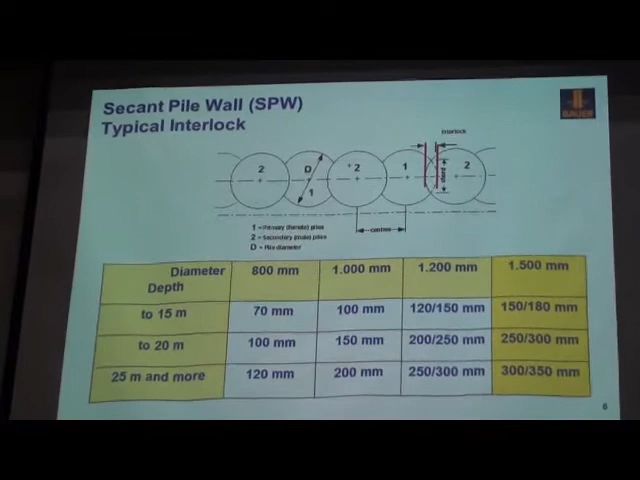 Secant Pile Wall (SPW)
Typical Interlock
BAUER
interlock
2 D 1 2 1 2
chord
1 = Primary (female) piles
2 = Secondary (male) piles
D = Pile diameter
centres
Diameter Depth 800 mm 1.000 mm 1.200 mm 1.500 mm
to 15 m 70 mm 100 mm 120/150 mm 150/180 mm
to 20 m 100 mm 150 mm 200/250 mm 250/300 mm
25 m and more 120 mm 200 mm 250/300 mm 300/350 mm
6